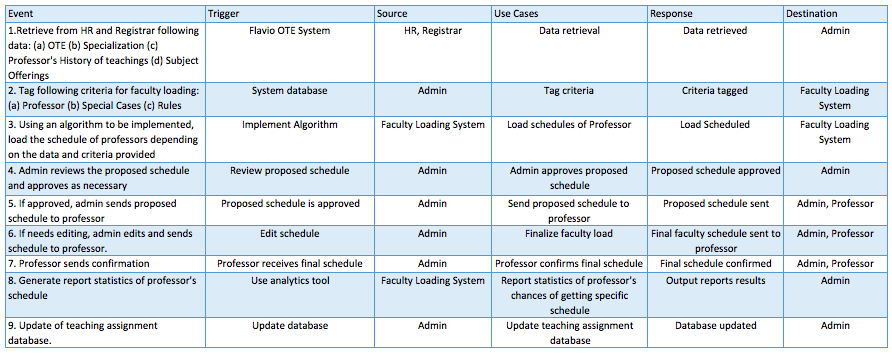 Event Trigger Source Use Cases Response Destination
1.Retrieve from HR and Registrar following Flavio OTE System HR, Registrar Data retrieval Data retrieved Admin
data: (a) OTE (b) Specialization (c)
Professor's History of teachings (d) Subject
Offerings
2. Tag following criteria for faculty loading: System database Admin Tag criteria Criteria tagged Faculty Loading
(a) Professor (b) Special Cases (c) Rules System
3. Using an algorithm to be implemented, Implement Algorithm Faculty Loading System Load schedules of Professor Load Scheduled Faculty Loading
load the schedule of professors depending System
on the data and criteria provided
4. Admin reviews the proposed schedule Review proposed schedule Admin Admin approves proposed Proposed schedule approved Admin
and approves as necessary schedule
5. If approved, admin sends proposed Proposed schedule is approved Admin Send proposed schedule to Proposed schedule sent Admin, Professor
schedule to professor professor
6. If needs editing, admin edits and sends Edit schedule Admin Finalize faculty load Final faculty schedule sent to Admin, Professor
schedule to professor. professor
7. Professor sends confirmation Professor receives final schedule Admin Professor confirms final schedule Final schedule confirmed Admin, Professor
8. Generate report statistics of professor's Use analytics tool Faculty Loading System Report statistics of professor's Output reports results Admin
schedule chances of getting specific
schedule
9. Update of teaching assignment Update database Admin Update teaching assignment Database updated Admin
database. database